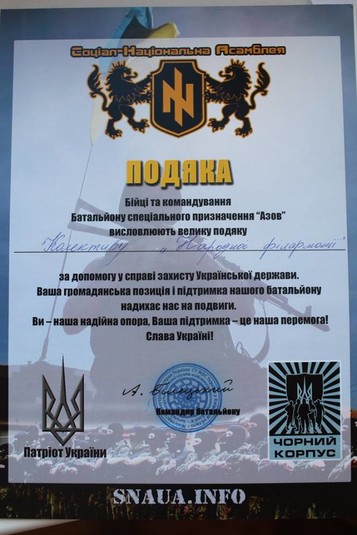 Соціал-Національна Асамблея
ПОДЯКА
Бійці та командування
Батальйону спеціального призначення “Азов”
висловлюють велику подяку
Колективу „Народної філармонії"
за допомогу у справі захисту Української держави.
Ваша громадянська позиція і підтримка нашого батальйону
надихає нас на подвиги.
Ви – наша надійна опора, Ваша підтримка – це наша перемога!
Слава Україні!
А. Білецький
Командир батальону
Патріот України
ЧОРНИЙ
КОРПУС
SNAUA.INFO